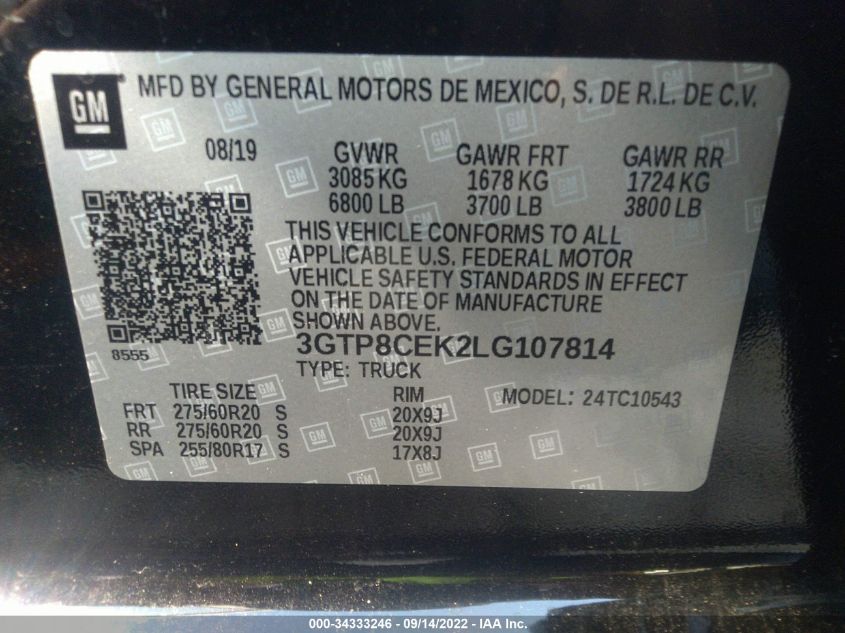 GM
MFD BY GENERAL MOTORS DE MEXICO, S. DE R.L. DE C.V.
08/19 GVWR GAWR FRT GAWR RR
3085 KG 1678 KG 1724 KG
6800 LB 3700 LB 3800 LB
THIS VEHICLE CONFORMS TO ALL
APPLICABLE U.S. FEDERAL MOTOR
VEHICLE SAFETY STANDARDS IN EFFECT
ON THE DATE OF MANUFACTURE
SHOWN ABOVE.
8555
3GTP8CEK2LG107814
TYPE: TRUCK
TIRE SIZE RIM MODEL: 24TC10543
FRT 275/60R20 S 20X9J
RR 275/60R20 S 20X9J
SPA 255/80R17 S 17X8J
000-34333246 - 09/14/2022 - IAA Inc.